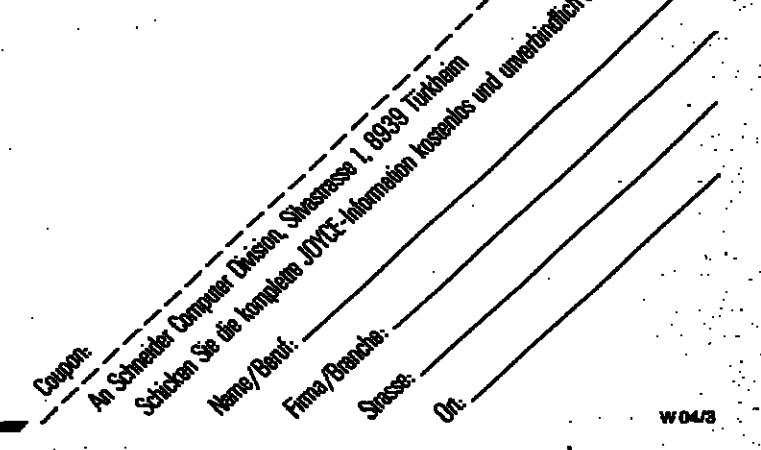 Coupon:
An Schneider Computer Division, Silvastrasse 1, 8939 Türkheim
Schicken Sie die komplette JOYCE-Information kostenlos und unverbindlich
Name/Beruf:
Firma/Branche:
Strasse:
Ort:
W 04/3